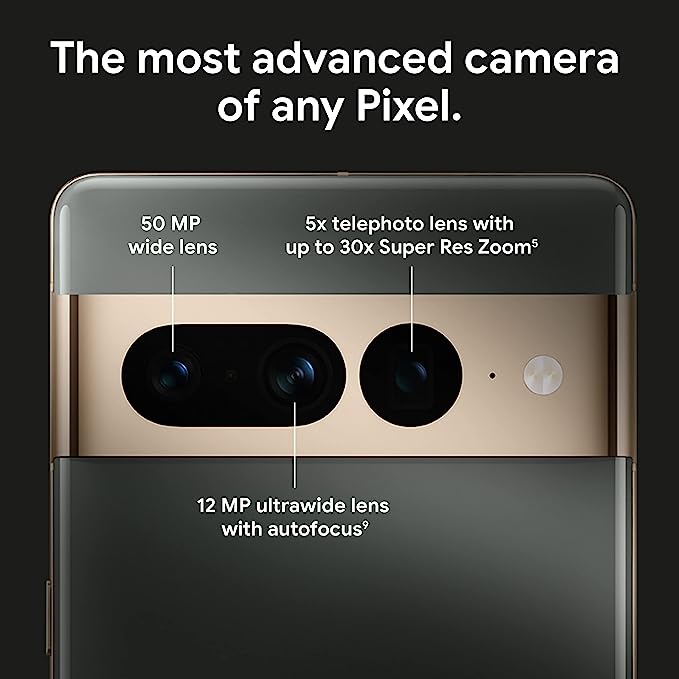 The most advanced camera
of any Pixel.
50 MP
wide lens
5x telephoto lens with
up to 30x Super Res Zoom⁵
12 MP ultrawide lens
with autofocus⁹